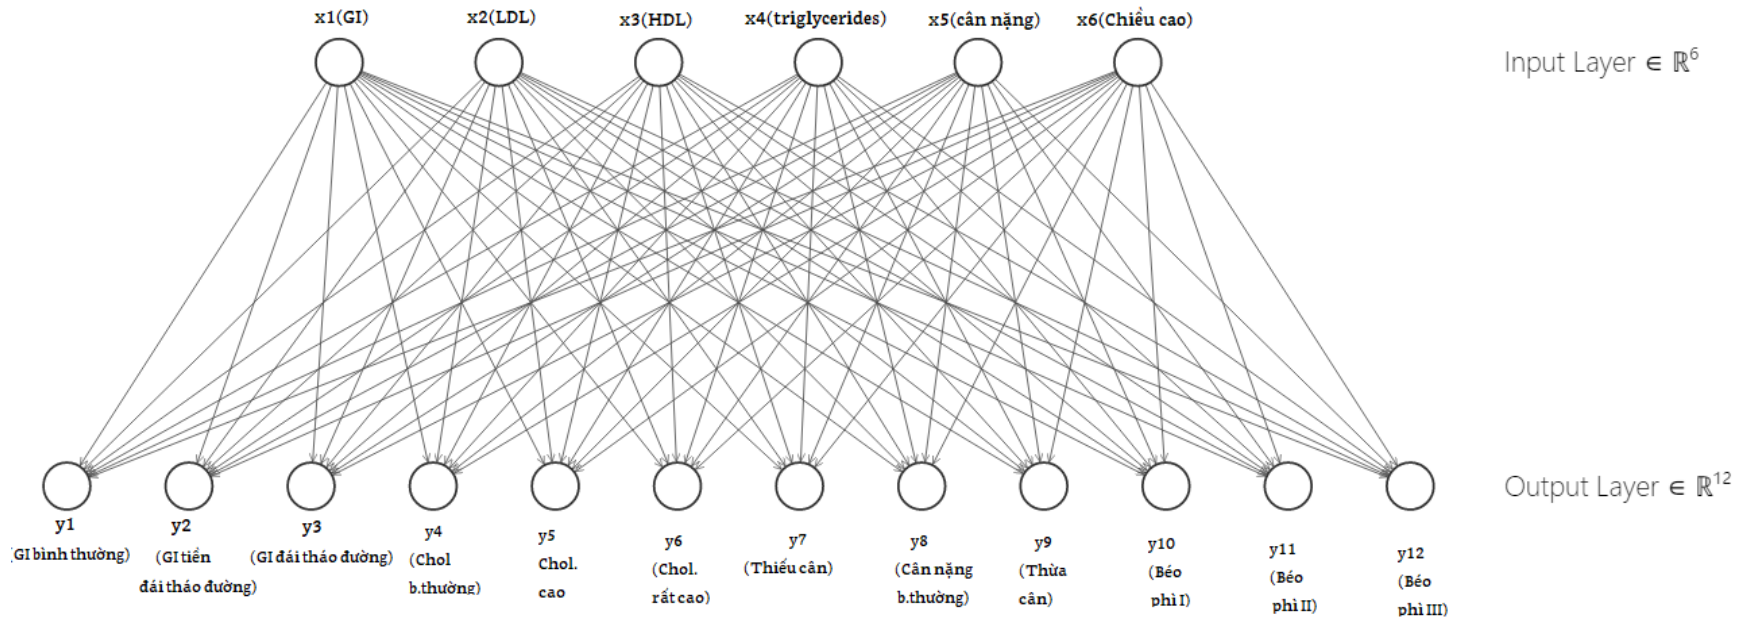 x1(GI)
x2(LDL)
x3(HDL)
x4(triglycerides)
x5(cân nặng)
x6(Chiều cao)
Input Layer ∈ ℝ⁶
Output Layer ∈ ℝ¹²
y1
(GI bình thường)
y2
(GI tiền
đái tháo đường)
y3
(GI đái tháo đường)
y4
(Chol
b.thường)
y5
Chol.
cao
y6
(Chol.
rất cao)
y7
(Thiếu cân)
y8
(Cân nặng
b.thường)
y9
(Thừa
cân)
y10
(Béo
phì I)
y11
(Béo
phì II)
y12
(Béo
phì III)